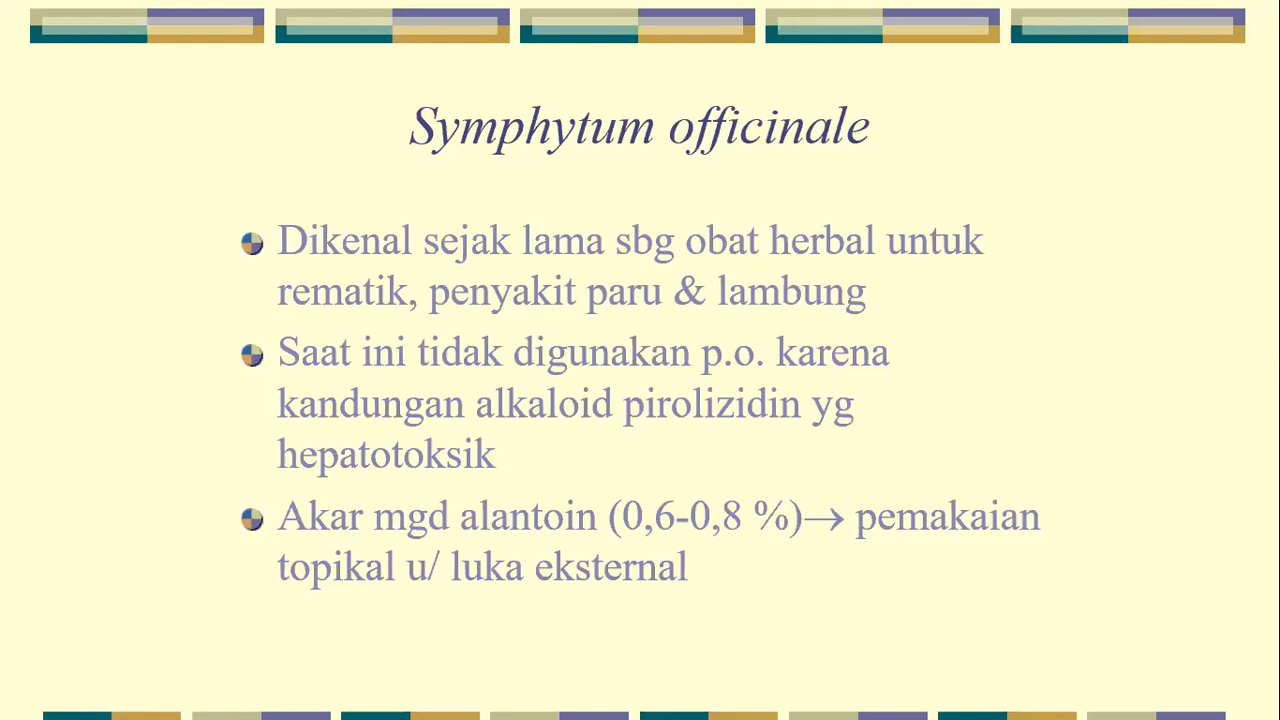 Symphytum officinale
Dikenal sejak lama sbg obat herbal untuk
rematik, penyakit paru & lambung
Saat ini tidak digunakan p.o. karena
kandungan alkaloid pirolizidin yg
hepatotoksik
Akar mgd alantoin (0,6-0,8 %)→ pemakaian
topikal u/ luka eksternal